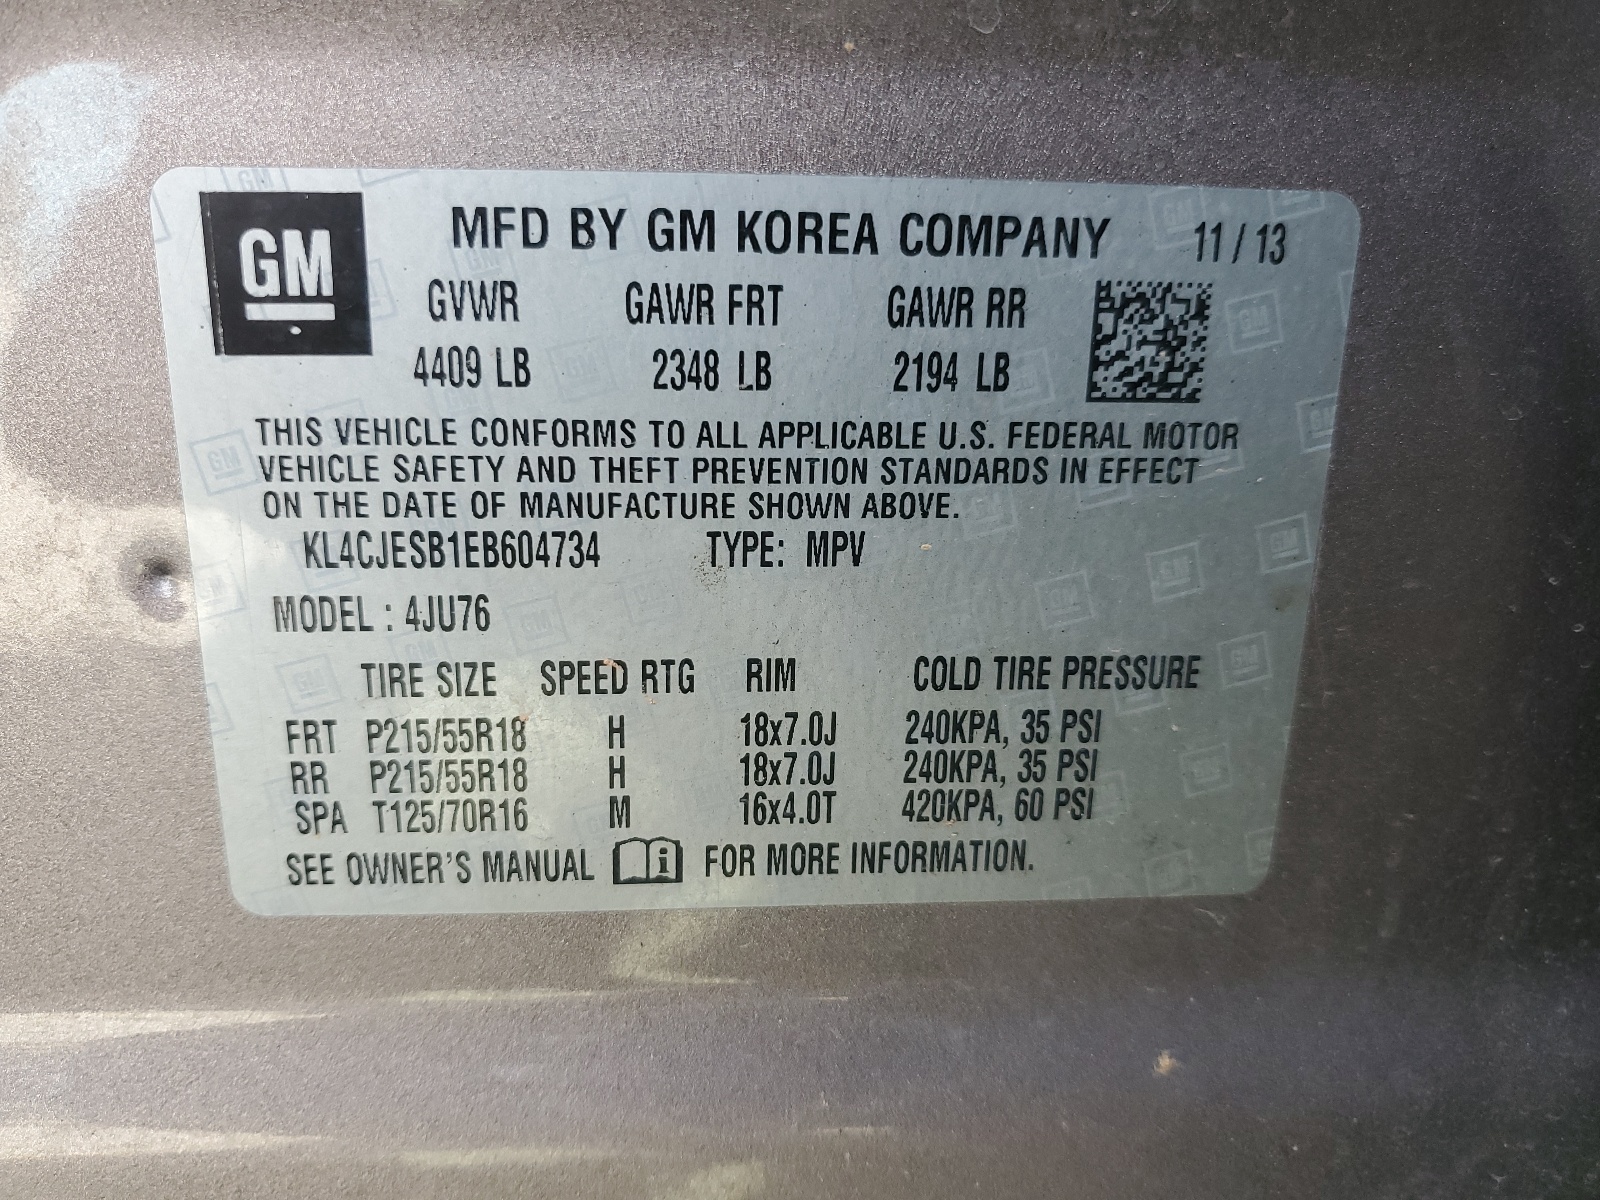 GM
MFD BY GM KOREA COMPANY 11 / 13
GVWR GAWR FRT GAWR RR
4409 LB 2348 LB 2194 LB
THIS VEHICLE CONFORMS TO ALL APPLICABLE U.S. FEDERAL MOTOR
VEHICLE SAFETY AND THEFT PREVENTION STANDARDS IN EFFECT
ON THE DATE OF MANUFACTURE SHOWN ABOVE.
KL4CJESB1EB604734 TYPE: MPV
MODEL : 4JU76
TIRE SIZE SPEED RTG RIM COLD TIRE PRESSURE
FRT P215/55R18 H 18x7.0J 240KPA, 35 PSI
RR P215/55R18 H 18x7.0J 240KPA, 35 PSI
SPA T125/70R16 M 16x4.0T 420KPA, 60 PSI
SEE OWNER'S MANUAL i FOR MORE INFORMATION.